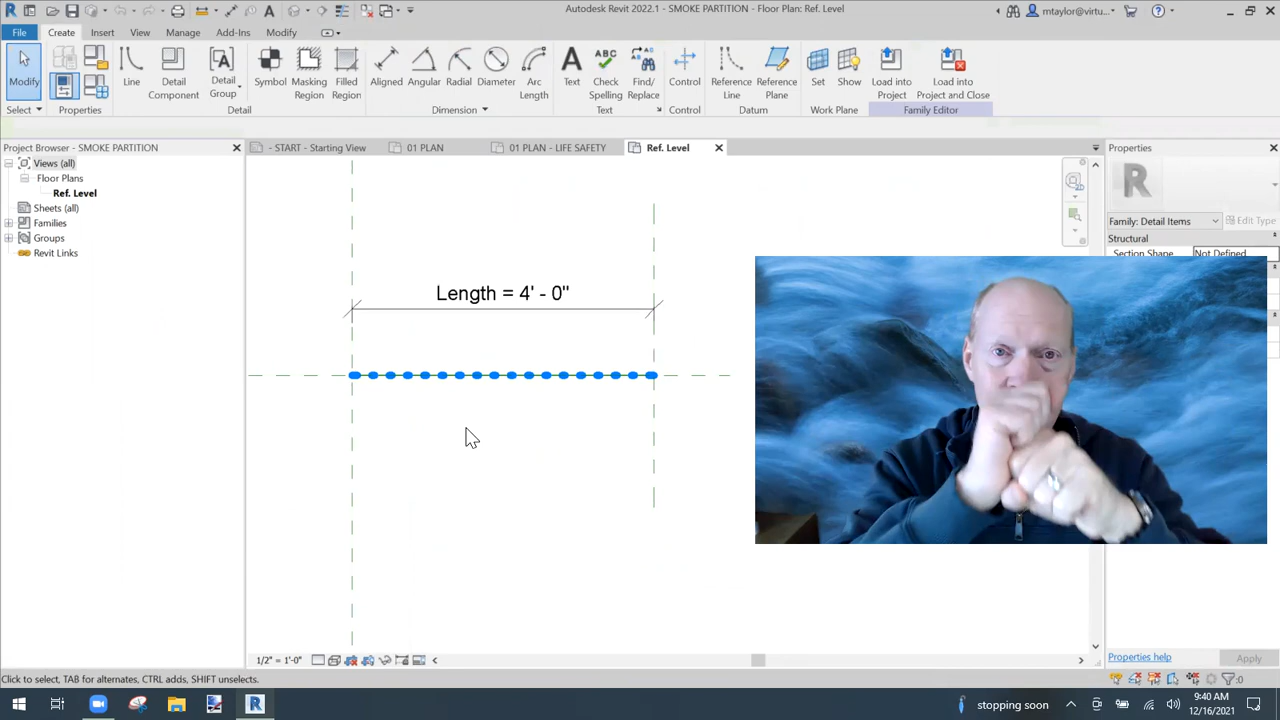 Autodesk Revit 2022.1 - SMOKE PARTITION - Floor Plan: Ref. Level
mtaylor@virtu...
File Create Insert View Manage Add-Ins Modify
Modify Line Detail Component Detail Group Symbol Masking Region Filled Region Aligned Angular Radial Diameter Arc Length Text Check Spelling Find/ Replace Control Reference Line Reference Plane Set Show Load into Project Load into Project and Close
Select Properties Detail Dimension Text Control Datum Work Plane Family Editor
Project Browser - SMOKE PARTITION
- START - Starting View 01 PLAN 01 PLAN - LIFE SAFETY Ref. Level
Properties
Views (all)
Floor Plans
Ref. Level
Sheets (all)
Families
Groups
Revit Links
Family: Detail Items Edit Type
Structural
Section Shape Not Defined
Length = 4' - 0"
1/2" = 1'-0"
Properties help Apply
Click to select, TAB for alternates, CTRL adds, SHIFT unselects.
:0
stopping soon
9:40 AM
12/16/2021